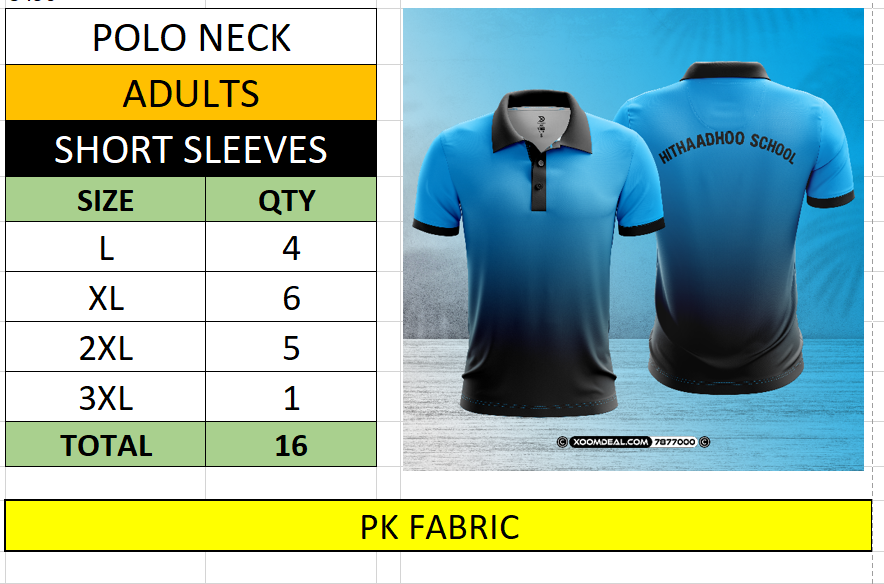 POLO NECK
ADULTS
SHORT SLEEVES
SIZE QTY
L 4
XL 6
2XL 5
3XL 1
TOTAL 16
HITHAADHOO SCHOOL
XOOMDEAL.COM 7877000
PK FABRIC